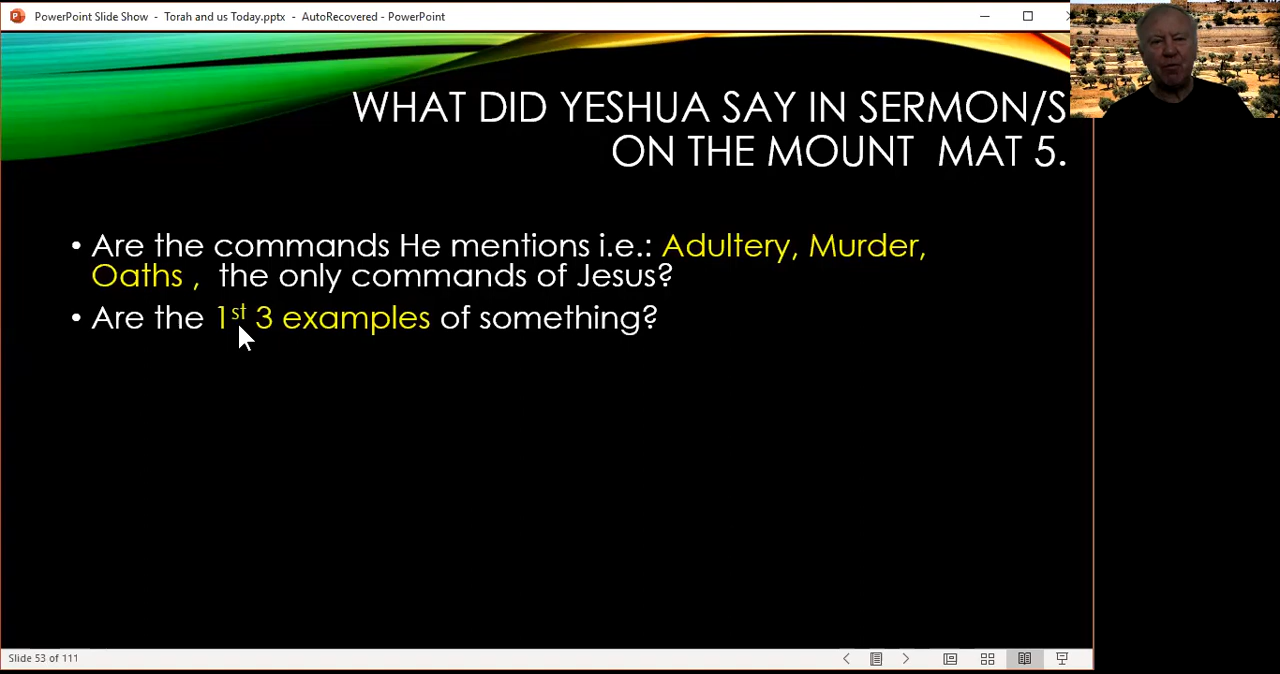 PowerPoint Slide Show - Torah and us Today.pptx - AutoRecovered - PowerPoint
WHAT DID YESHUA SAY IN SERMON/S
ON THE MOUNT MAT 5.
• Are the commands He mentions i.e.: Adultery, Murder,
Oaths , the only commands of Jesus?
• Are the 1st 3 examples of something?
Slide 53 of 111